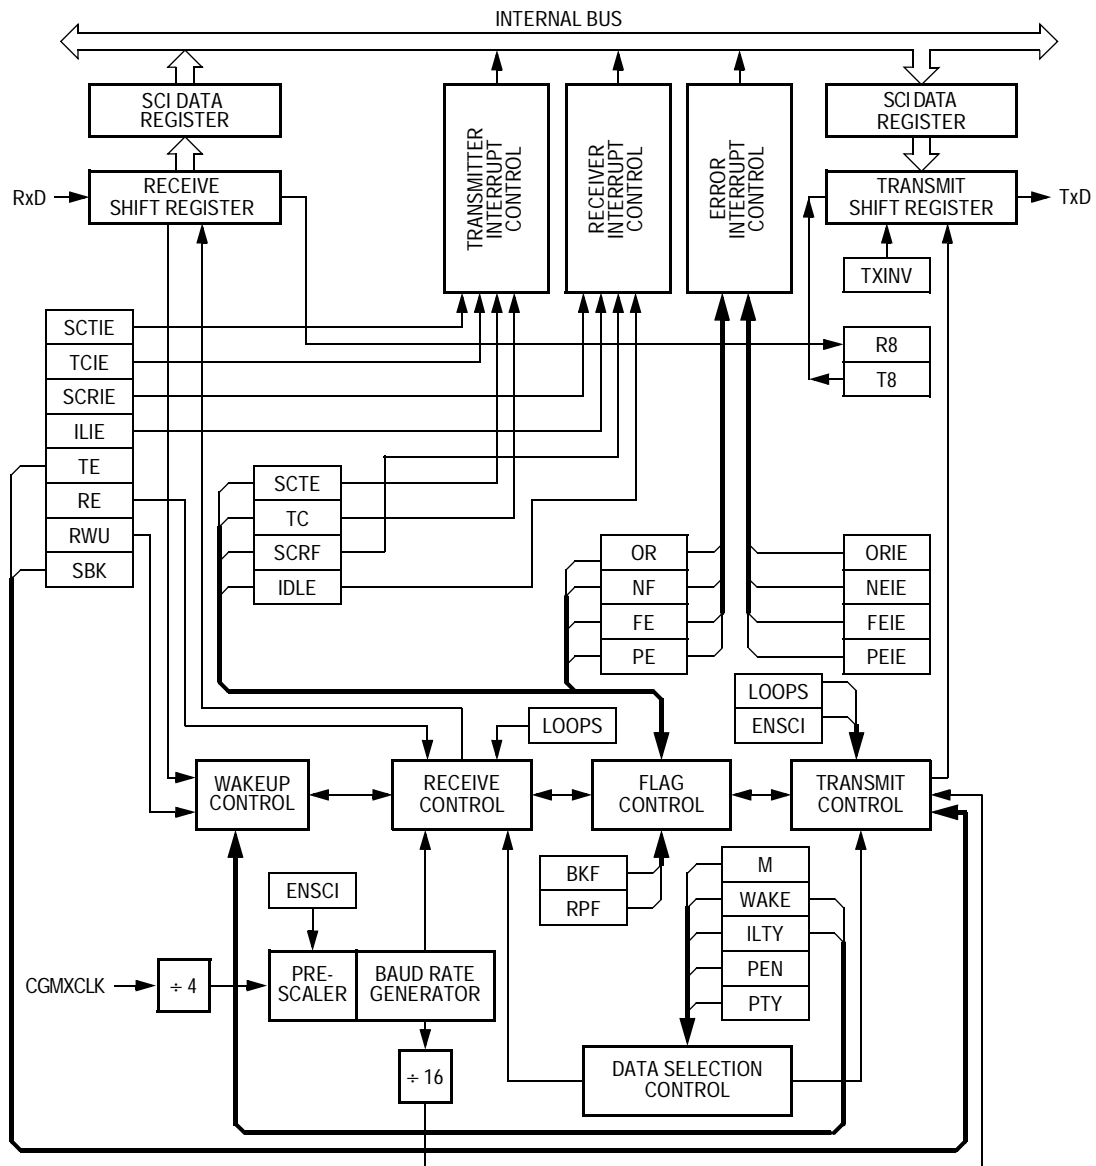 INTERNAL BUS
SCI DATA
REGISTER
SCI DATA
REGISTER
TRANSMITTER
INTERRUPT
CONTROL
RECEIVER
INTERRUPT
CONTROL
ERROR
INTERRUPT
CONTROL
RxD
RECEIVE
SHIFT REGISTER
TRANSMIT
SHIFT REGISTER
TxD
TXINV
SCTIE
TCIE
SCRIE
ILIE
TE
RE
RWU
SBK
R8
T8
SCTE
TC
SCRF
IDLE
OR
NF
FE
PE
ORIE
NEIE
FEIE
PEIE
LOOPS
LOOPS
ENSCI
WAKEUP
CONTROL
RECEIVE
CONTROL
FLAG
CONTROL
TRANSMIT
CONTROL
BKF
RPF
M
WAKE
ILTY
PEN
PTY
ENSCI
CGMXCLK
÷ 4
PRE-
SCALER
BAUD RATE
GENERATOR
÷ 16
DATA SELECTION
CONTROL